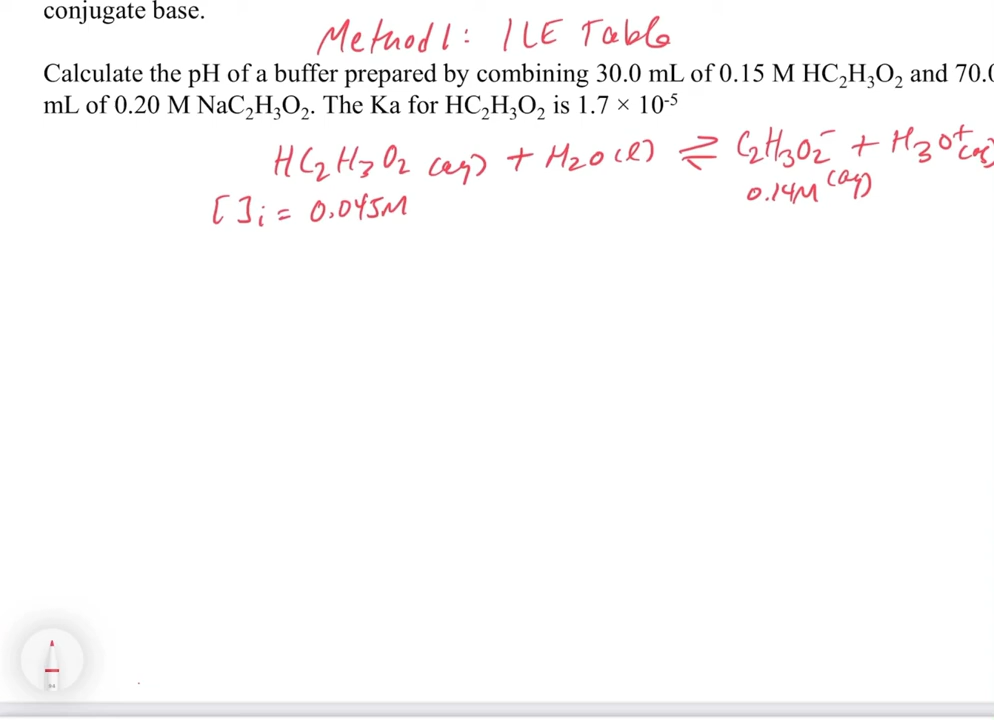 conjugate base.
Method 1: ICE Table
Calculate the pH of a buffer prepared by combining 30.0 mL of 0.15 M HC₂H₃O₂ and 70.0
mL of 0.20 M NaC₂H₃O₂. The Ka for HC₂H₃O₂ is 1.7 × 10⁻⁵
HC₂H₃O₂ (aq) + H₂O(l) ⇌ C₂H₃O₂⁻ (aq) + H₃O⁺(aq)
[ ]i = 0.045M 0.14M